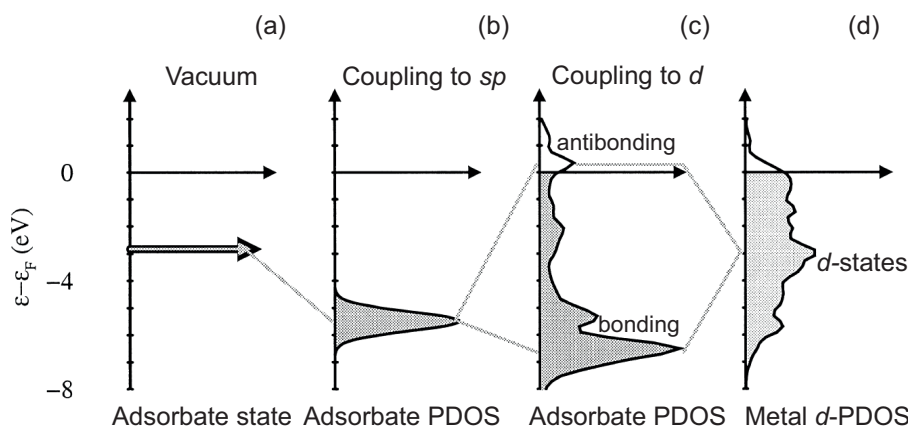 (a) (b) (c) (d)
Vacuum Coupling to sp Coupling to d
antibonding
0
−4
−8
ε−εF (eV)
d-states
bonding
Adsorbate state Adsorbate PDOS Adsorbate PDOS Metal d-PDOS